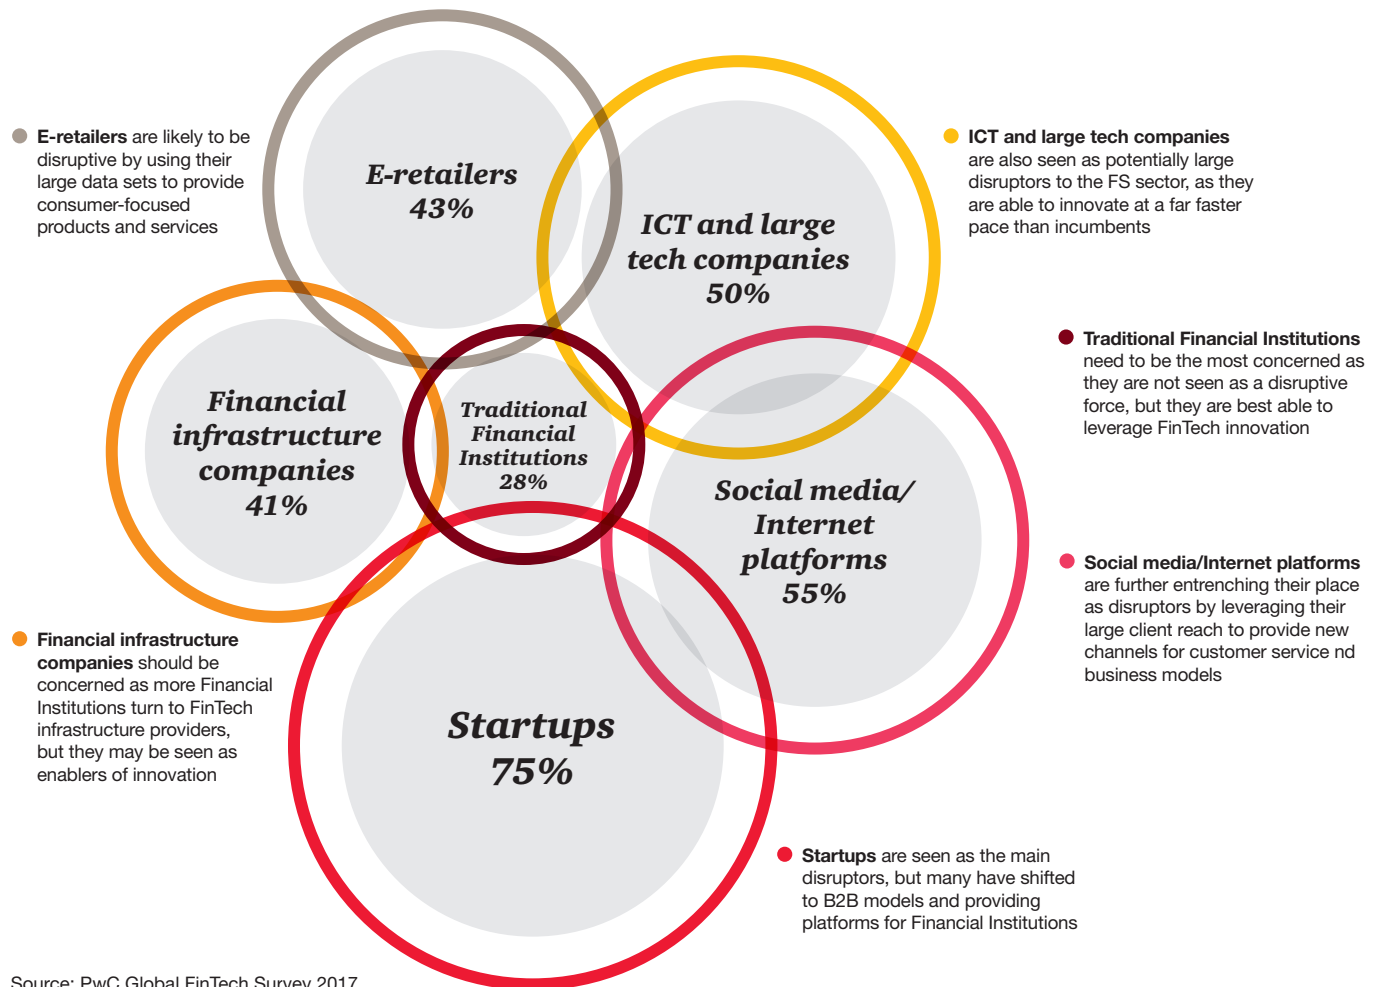 E-retailers are likely to be
disruptive by using their
large data sets to provide
consumer-focused
products and services
E-retailers
43%
ICT and large
tech companies
50%
ICT and large tech companies
are also seen as potentially large
disruptors to the FS sector, as they
are able to innovate at a far faster
pace than incumbents
Financial
infrastructure
companies
41%
Traditional
Financial
Institutions
28%
Traditional Financial Institutions
need to be the most concerned as
they are not seen as a disruptive
force, but they are best able to
leverage FinTech innovation
Social media/
Internet
platforms
55%
Social media/Internet platforms
are further entrenching their place
as disruptors by leveraging their
large client reach to provide new
channels for customer service nd
business models
Financial infrastructure
companies should be
concerned as more Financial
Institutions turn to FinTech
infrastructure providers,
but they may be seen as
enablers of innovation
Startups
75%
Startups are seen as the main
disruptors, but many have shifted
to B2B models and providing
platforms for Financial Institutions
Source: PwC Global FinTech Survey 2017